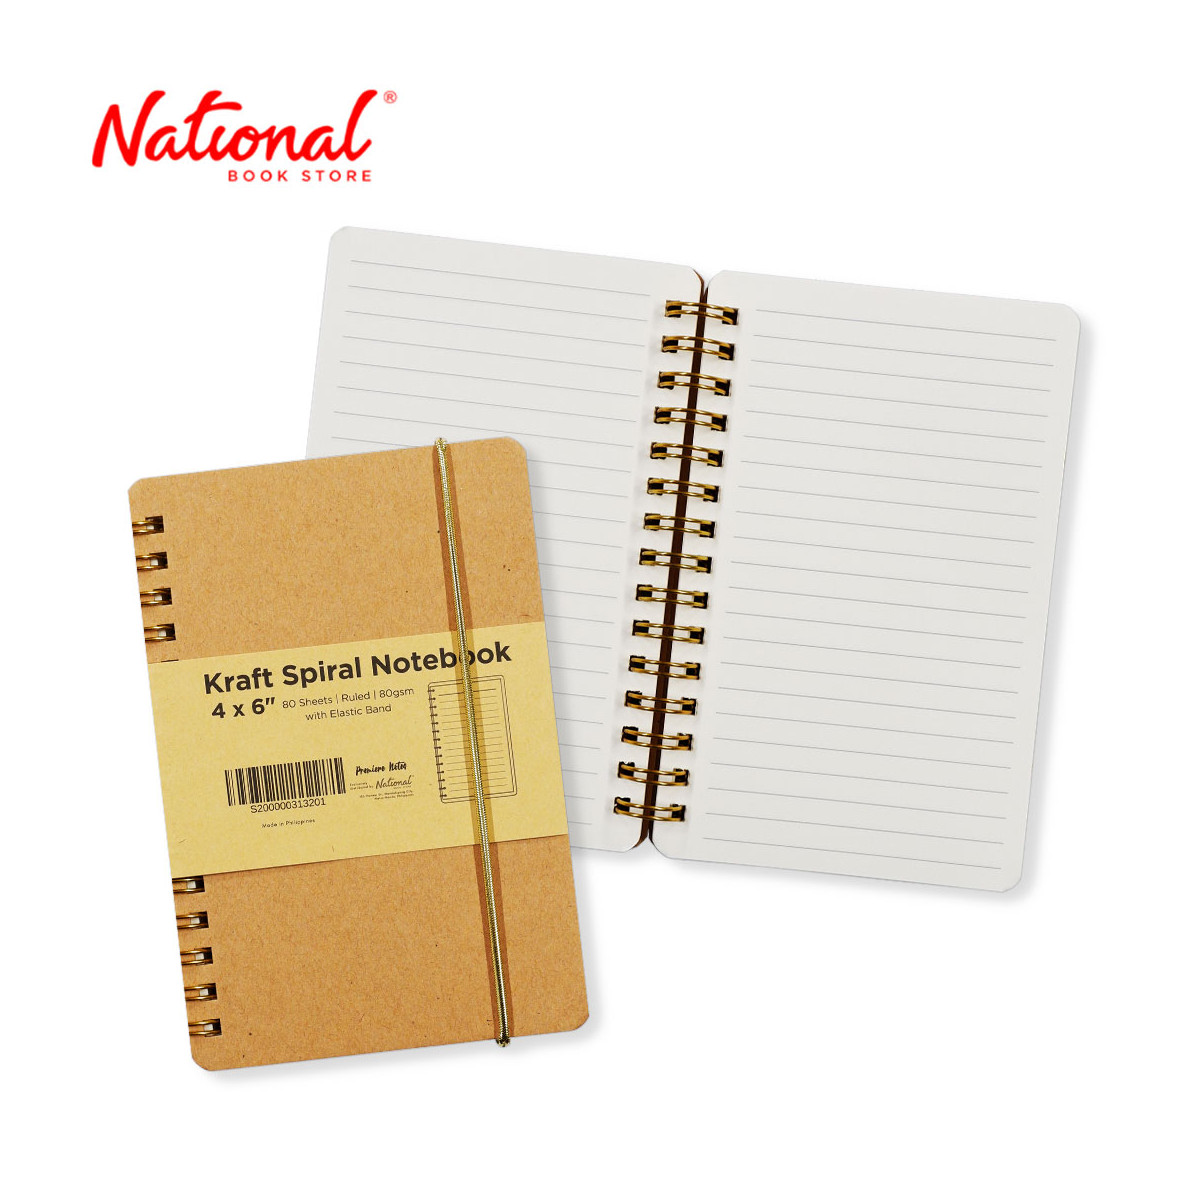 National®
BOOK STORE
Kraft Spiral Notebook
4 x 6" 80 Sheets | Ruled | 80gsm
with Elastic Band
Premiere Notes
National
S200000313201
Made in Philippines